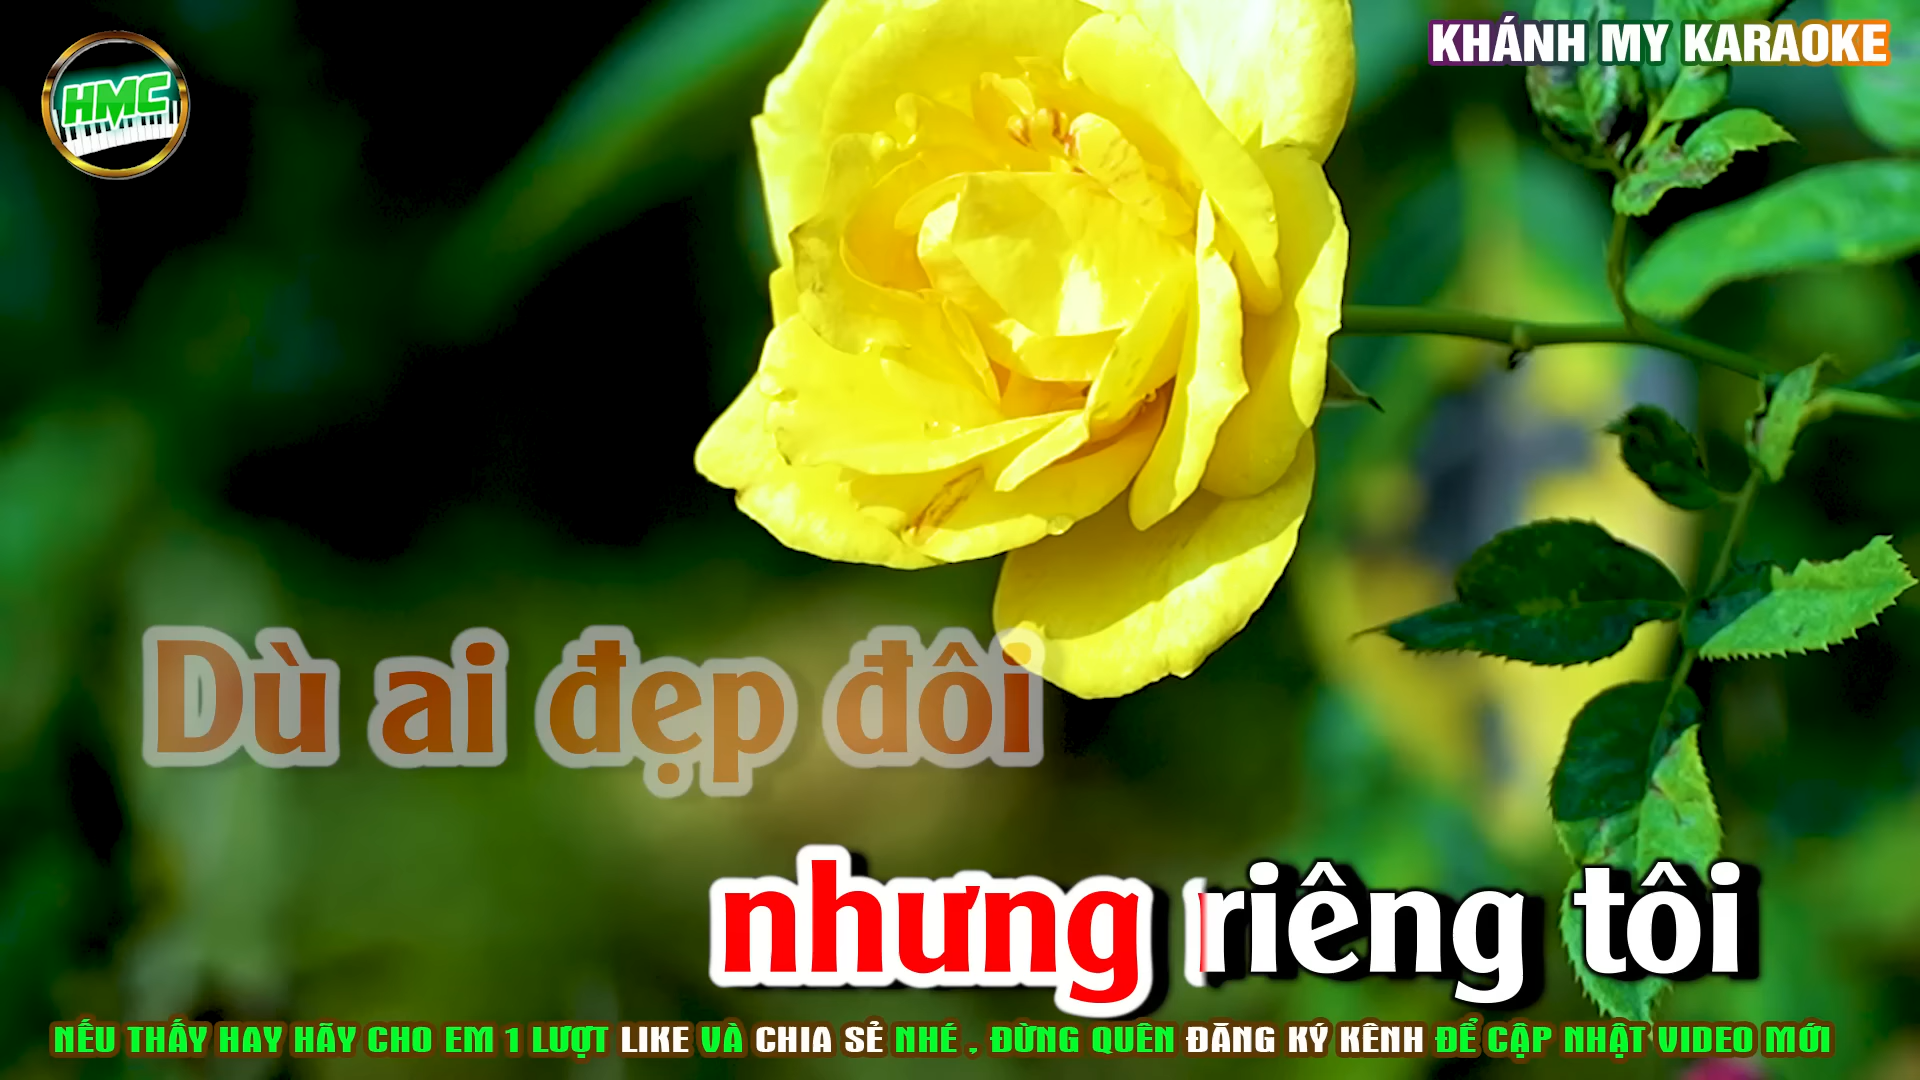 KHÁNH MY KARAOKE
HMC
Dù ai đẹp đôi
nhưng riêng tôi
NẾU THẤY HAY HÃY CHO EM 1 LƯỢT LIKE VÀ CHIA SẺ NHÉ , ĐỪNG QUÊN ĐĂNG KÝ KÊNH ĐỂ CẬP NHẬT VIDEO MỚI